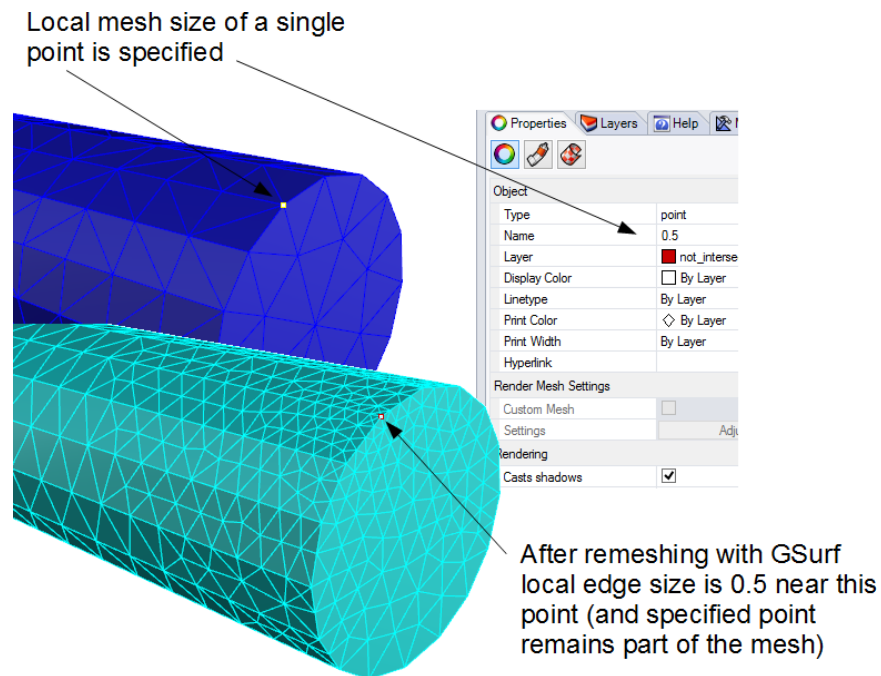 Local mesh size of a single
point is specified
Properties Layers Help
Object
Type point
Name 0.5
Layer not_interse
Display Color By Layer
Linetype By Layer
Print Color By Layer
Print Width By Layer
Hyperlink
Render Mesh Settings
Custom Mesh
Settings Adju
Rendering
Casts shadows
After remeshing with GSurf
local edge size is 0.5 near this
point (and specified point
remains part of the mesh)